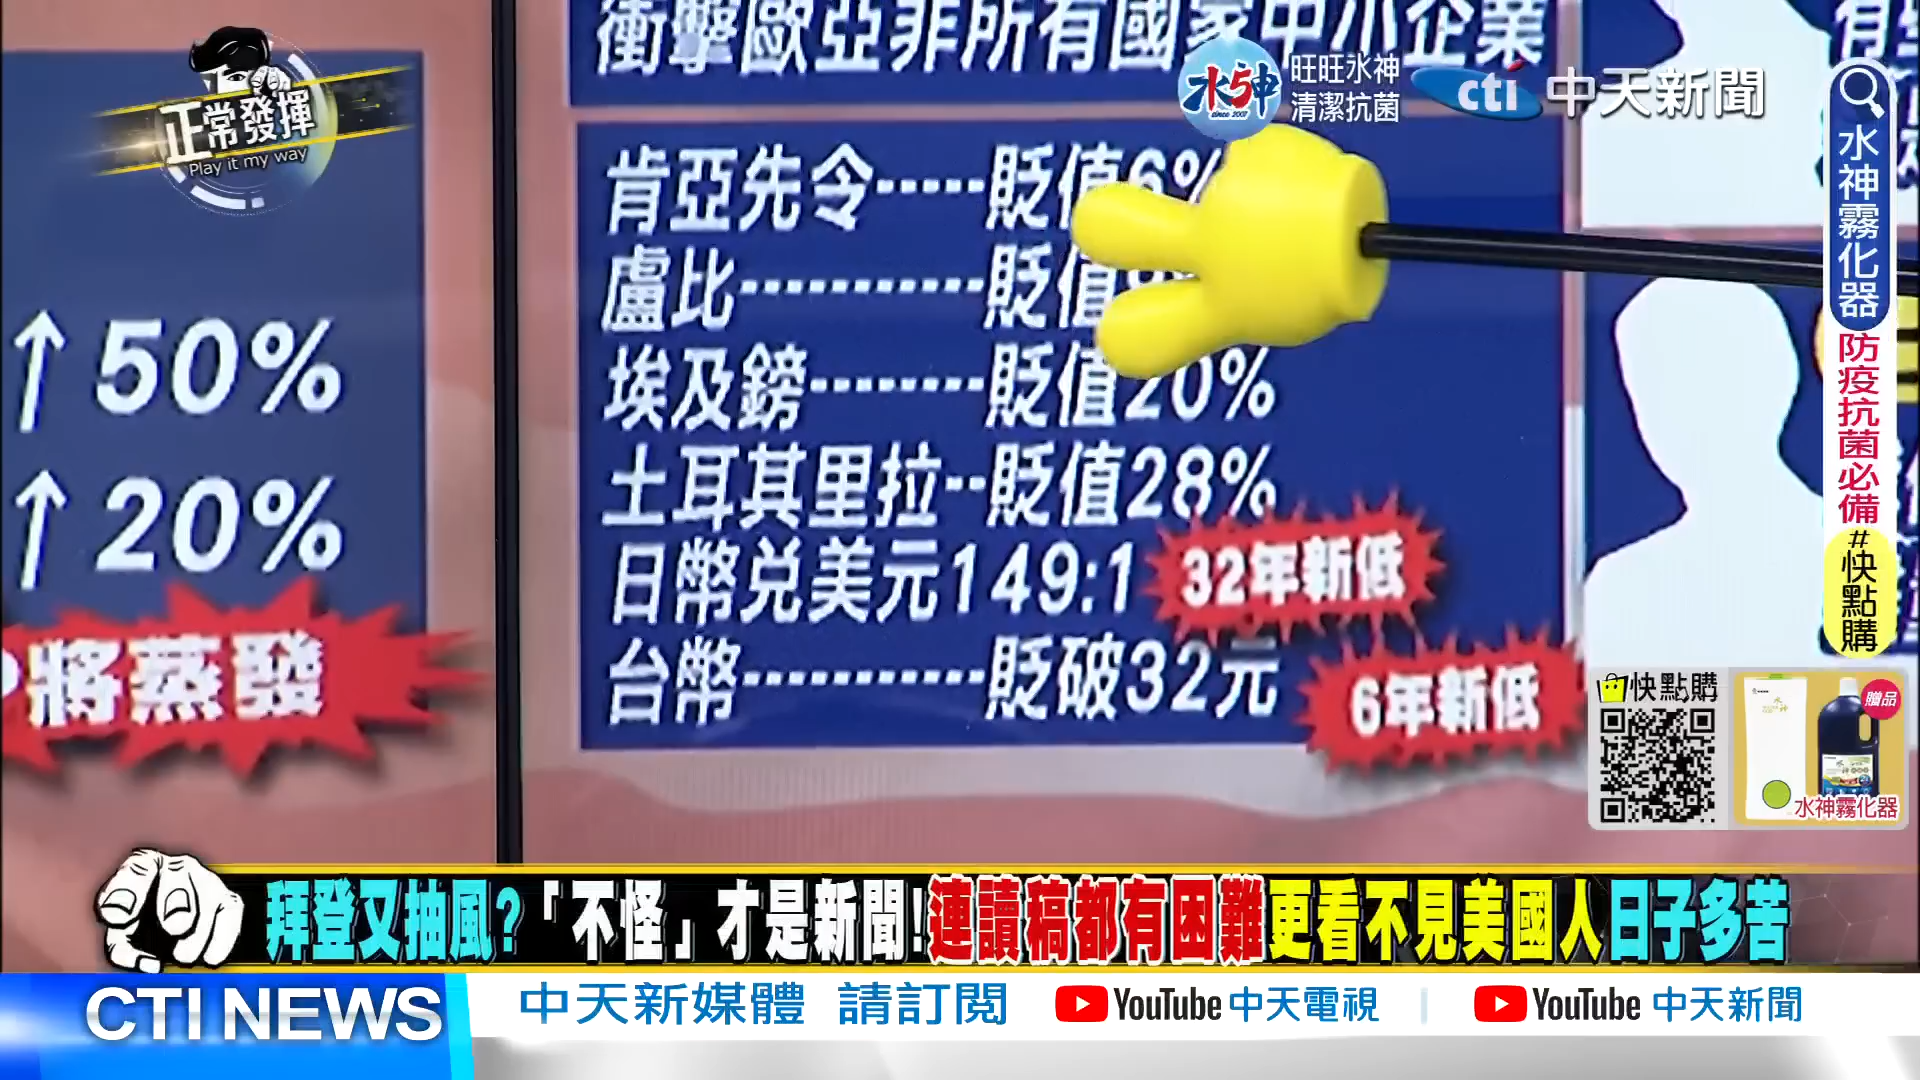 衝擊歐亞非所有國家中小企業
正常發揮
Play it my way
水神
since 2007
旺旺水神
清潔抗菌
cti 中天新聞
肯亞先令-----貶值6%
盧比-----------貶值
埃及鎊--------貶值20%
土耳其里拉--貶值28%
日幣兌美元149:1
32年新低
台幣-----------貶破32元
6年新低
↑50%
↑20%
將蒸發
水神霧化器
防疫抗菌必備
#快點購
快點購
贈品
水神霧化器
拜登又抽風?「不怪」才是新聞!連讀稿都有困難更看不見美國人日子多苦
CTI NEWS
中天新媒體 請訂閱 YouTube 中天電視 | YouTube 中天新聞